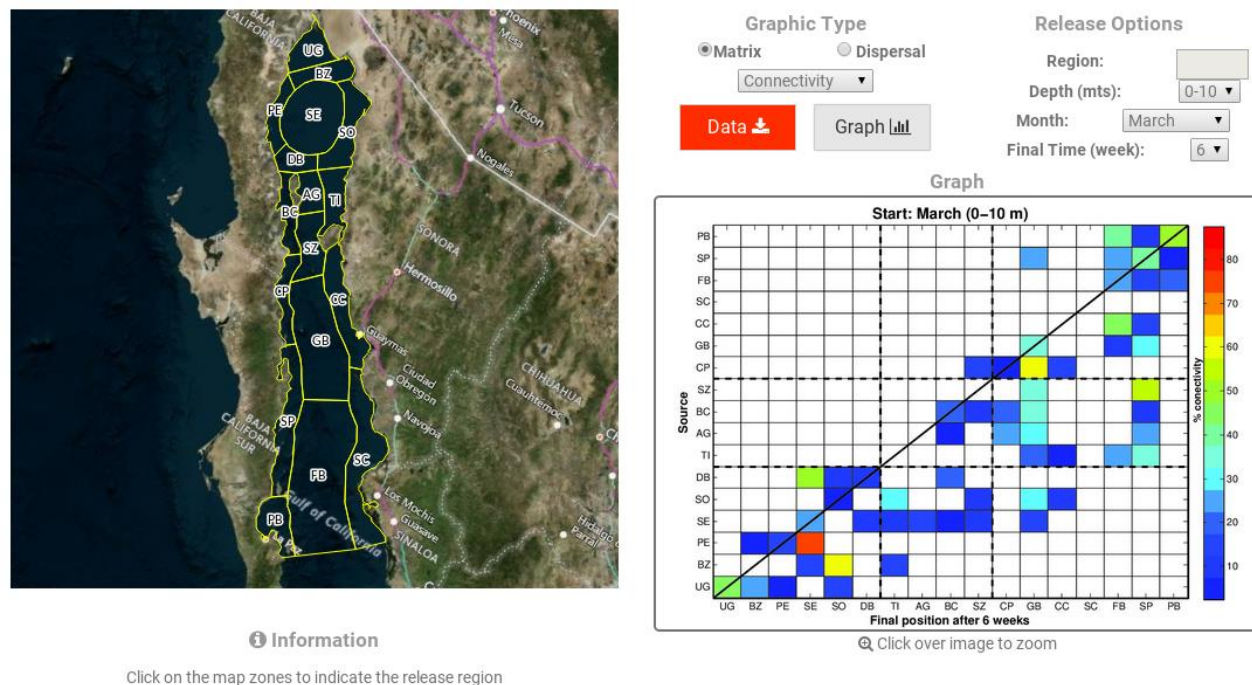 BAJA
CALIFORNIA
Phoenix
Mesa
Tucson
Nogales
UG
BZ
PE
SE
SO
DB
AG
TI
BC
SZ
CP
CC
GB
SP
FB
SC
PB
SONORA
Hermosillo
Guaymas
Ciudad
Obregón
Navojoa
CHIHUAHUA
Chihuahua
Cuauhtemoc
BAJA
CALIFORNIA
SUR
Gulf of California
La Paz
Los Mochis
Guasave
SINALOA
Hidalgo
Parral
Information
Click on the map zones to indicate the release region
Graphic Type
Matrix
Dispersal
Connectivity
Data
Graph
Release Options
Region:
Depth (mts):
0-10
Month:
March
Final Time (week):
6
Graph
Start: March (0–10 m)
Source
PB
SP
FB
SC
CC
GB
CP
SZ
BC
AG
TI
DB
SO
SE
PE
BZ
UG
UG BZ PE SE SO DB TI AG BC SZ CP GB CC SC FB SP PB
Final position after 6 weeks
80
70
60
50
40
30
20
10
% conectivity
Click over image to zoom